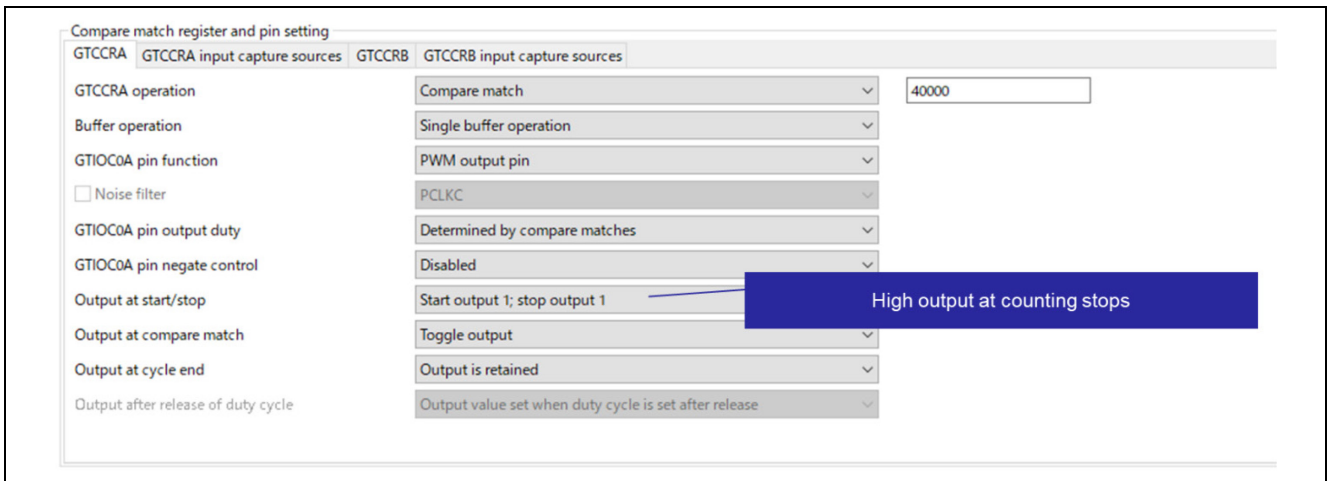 Compare match register and pin setting
GTCCRA GTCCRA input capture sources GTCCRB GTCCRB input capture sources
GTCCRA operation Compare match 40000
Buffer operation Single buffer operation
GTIOC0A pin function PWM output pin
Noise filter PCLKC
GTIOC0A pin output duty Determined by compare matches
GTIOC0A pin negate control Disabled
Output at start/stop Start output 1; stop output 1 High output at counting stops
Output at compare match Toggle output
Output at cycle end Output is retained
Output after release of duty cycle Output value set when duty cycle is set after release